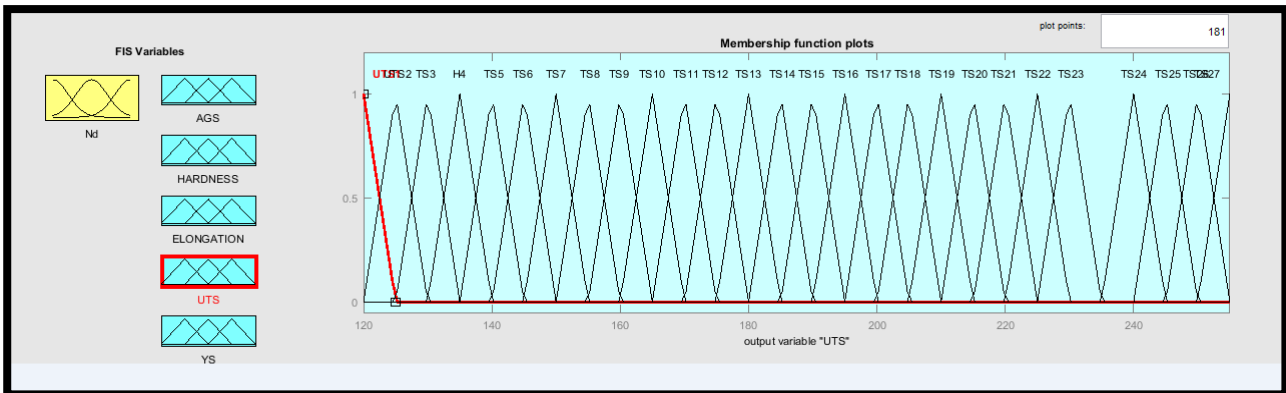 plot points:
181
FIS Variables
Membership function plots
Nd
AGS
HARDNESS
ELONGATION
UTS
YS
TS3 H4 TS5 TS6 TS7 TS8 TS9 TS10 TS11 TS12 TS13 TS14 TS15 TS16 TS17 TS18 TS19 TS20 TS21 TS22 TS23 TS24 TS25
1
0.5
0
120 140 160 180 200 220 240
output variable "UTS"